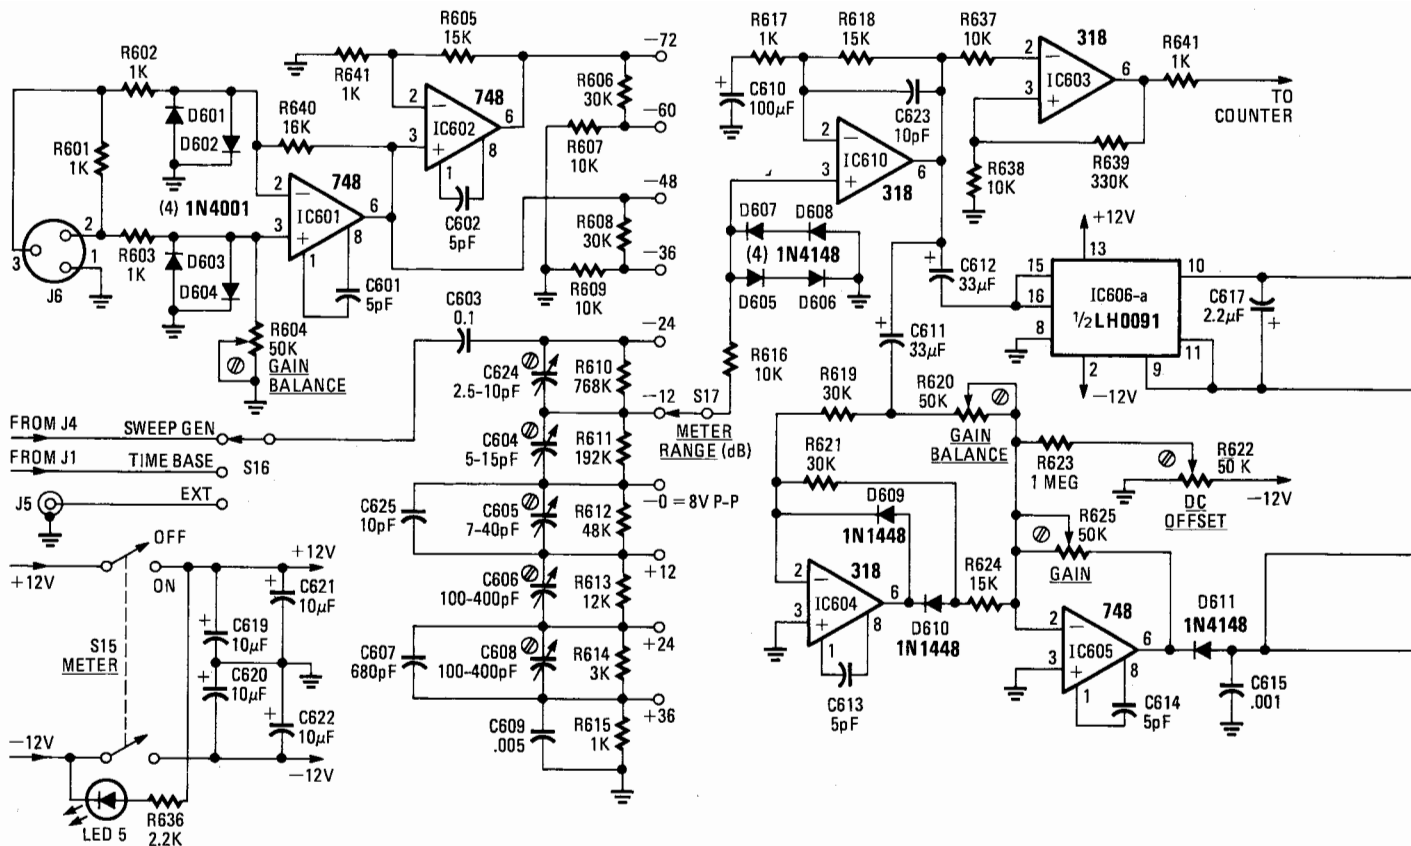 R602
1K
D601
D602
R601
1K
(4) 1N4001
2
3
1
J6
R603
1K
D603
D604
R604
50K
GAIN
BALANCE
R640
16K
2
−
748
IC601
3
+
6
8
1
C601
5pF
R641
1K
R605
15K
2
−
748
IC602
3
+
6
8
1
C602
5pF
−72
R606
30K
−60
R607
10K
−48
R608
30K
−36
R609
10K
C603
0.1
−24
C624
2.5–10pF
R610
768K
−12
S17
METER
RANGE (dB)
C604
5–15pF
R611
192K
−0 = 8V P-P
C625
10pF
C605
7–40pF
R612
48K
+12
C606
100–400pF
R613
12K
+24
C607
680pF
C608
100–400pF
R614
3K
+36
C609
.005
R615
1K
FROM J4
SWEEP GEN
FROM J1
TIME BASE
S16
J5
EXT
OFF
+12V
ON
+12V
+
C621
10µF
+
C619
10µF
S15
METER
+
C620
10µF
+
C622
10µF
−12V
−12V
LED 5
R636
2.2K
R617
1K
R618
15K
R637
10K
+
C610
100µF
C623
10pF
2
−
IC610
3
+
6
318
318
2
−
IC603
3
+
6
R641
1K
TO
COUNTER
R638
10K
R639
330K
D607
D608
(4) 1N4148
D605
D606
R616
10K
+
C612
33µF
+
C611
33µF
+12V
13
15
16
8
IC606-a
½LH0091
10
11
2
9
−12V
C617
2.2µF
+
R619
30K
R620
50K
GAIN
BALANCE
R621
30K
R623
1 MEG
R622
50 K
−12V
DC
OFFSET
D609
1N1448
R625
50K
GAIN
318
2
−
IC604
3
+
6
8
1
C613
5pF
D610
1N1448
R624
15K
748
2
−
IC605
3
+
6
8
1
C614
5pF
D611
1N4148
C615
.001